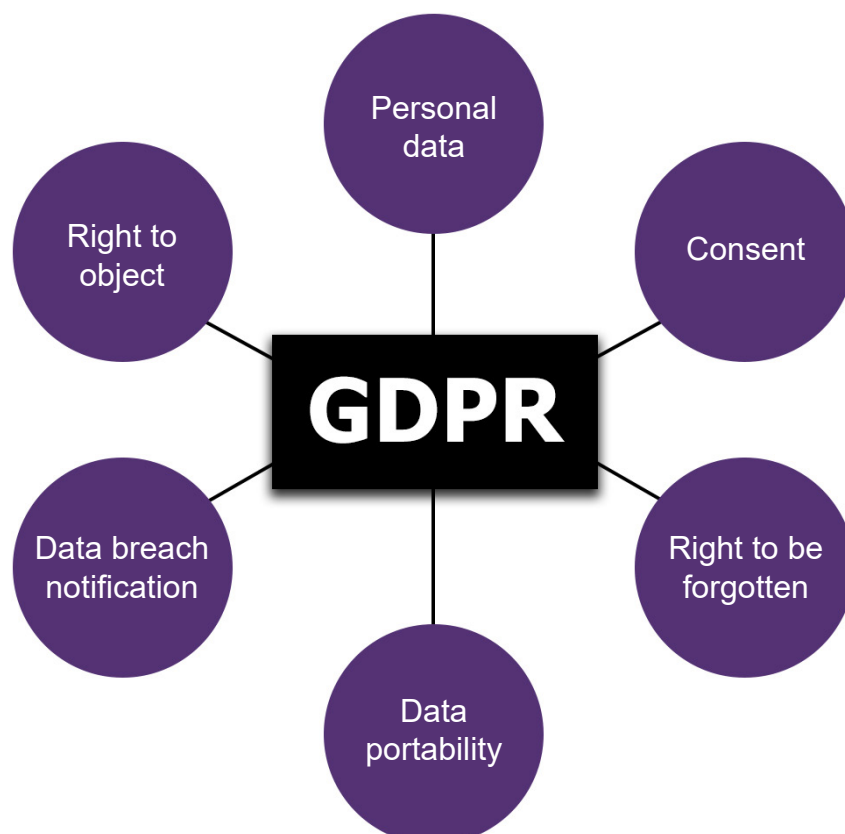 Personal
data
Right to
object
Consent
GDPR
Data breach
notification
Right to be
forgotten
Data
portability